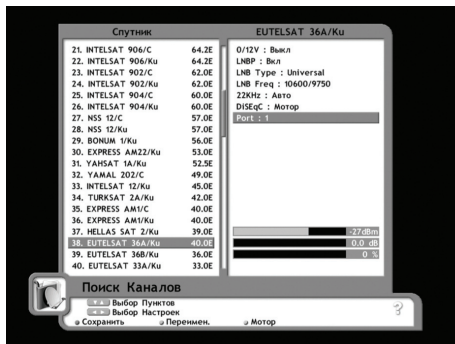 Спутник
EUTELSAT 36A/Ku
21. INTELSAT 906/C 64.2E
22. INTELSAT 906/Ku 64.2E
23. INTELSAT 902/C 62.0E
24. INTELSAT 902/Ku 62.0E
25. INTELSAT 904/C 60.0E
26. INTELSAT 904/Ku 60.0E
27. NSS 12/C 57.0E
28. NSS 12/Ku 57.0E
29. BONUM 1/Ku 56.0E
30. EXPRESS AM22/Ku 53.0E
31. YAHSAT 1A/Ku 52.5E
32. YAMAL 202/C 49.0E
33. INTELSAT 12/Ku 45.0E
34. TURKSAT 2A/Ku 42.0E
35. EXPRESS AM1/C 40.0E
36. EXPRESS AM1/Ku 40.0E
37. HELLAS SAT 2/Ku 39.0E
38. EUTELSAT 36A/Ku 40.0E
39. EUTELSAT 36B/Ku 36.0E
40. EUTELSAT 33A/Ku 33.0E
0/12V : Выкл
LNBP : Вкл
LNB Type : Universal
LNB Freq : 10600/9750
22KHz : Авто
DiSEqC : Мотор
Port : 1
-27dBm
0.0 dB
0 %
Поиск Каналов
Выбор Пунктов
Выбор Настроек
Сохранить Переимен. Мотор
?